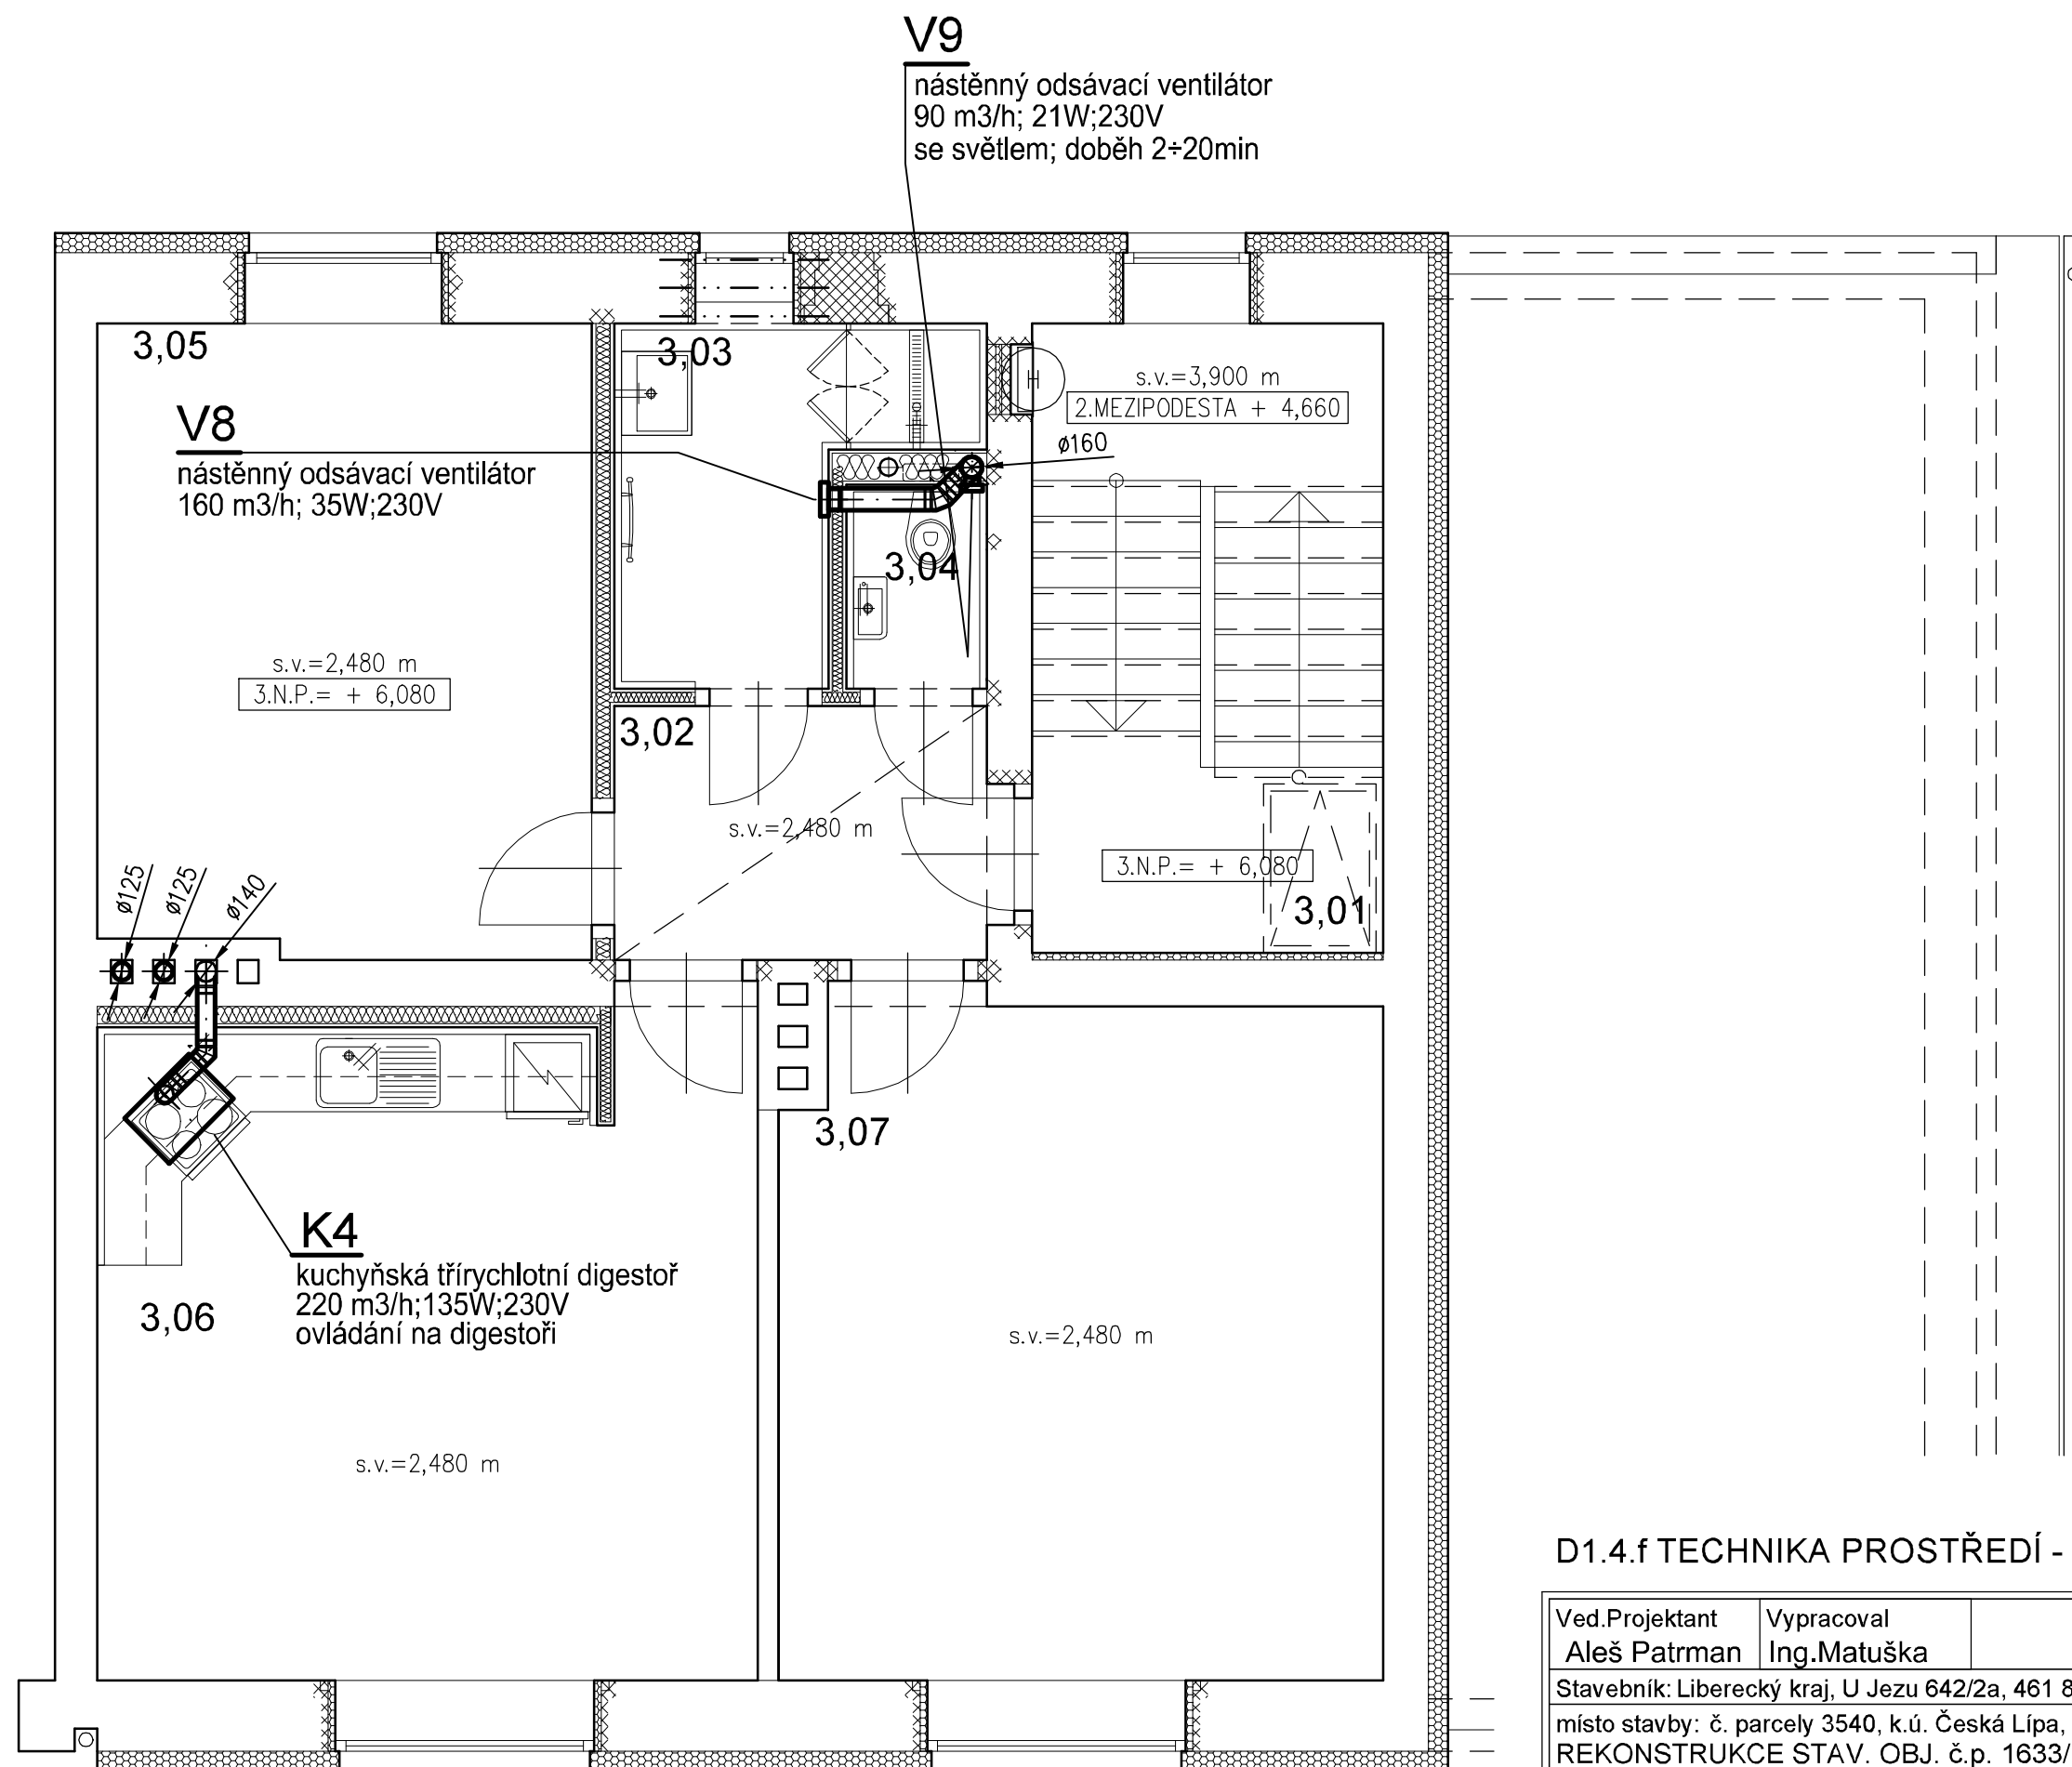 V9
nástěnný odsávací ventilátor
90 m3/h; 21W;230V
se světlem; doběh 2÷20min
3,05
3,03
s.v.=3,900 m
2.MEZIPODESTA + 4,660
H
V8
nástěnný odsávací ventilátor
160 m3/h; 35W;230V
ø160
3,04
s.v.=2,480 m
3.N.P.= + 6,080
3,02
s.v.=2,480 m
3.N.P.= + 6,080
3,01
ø125
ø125
ø140
3,07
K4
kuchyňská třírychlotní digestoř
220 m3/h;135W;230V
ovládání na digestoři
3,06
s.v.=2,480 m
s.v.=2,480 m
D1.4.f TECHNIKA PROSTŘEDÍ -
Ved.Projektant
Vypracoval
Aleš Patrman
Ing.Matuška
Stavebník: Liberecký kraj, U Jezu 642/2a, 461 8
místo stavby: č. parcely 3540, k.ú. Česká Lípa,
REKONSTRUKCE STAV. OBJ. č.p. 1633/